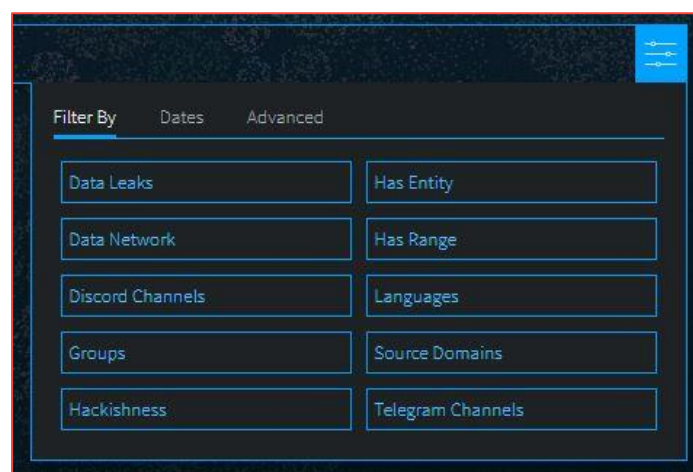 Filter By Dates Advanced
Data Leaks Has Entity
Data Network Has Range
Discord Channels Languages
Groups Source Domains
Hackishness Telegram Channels